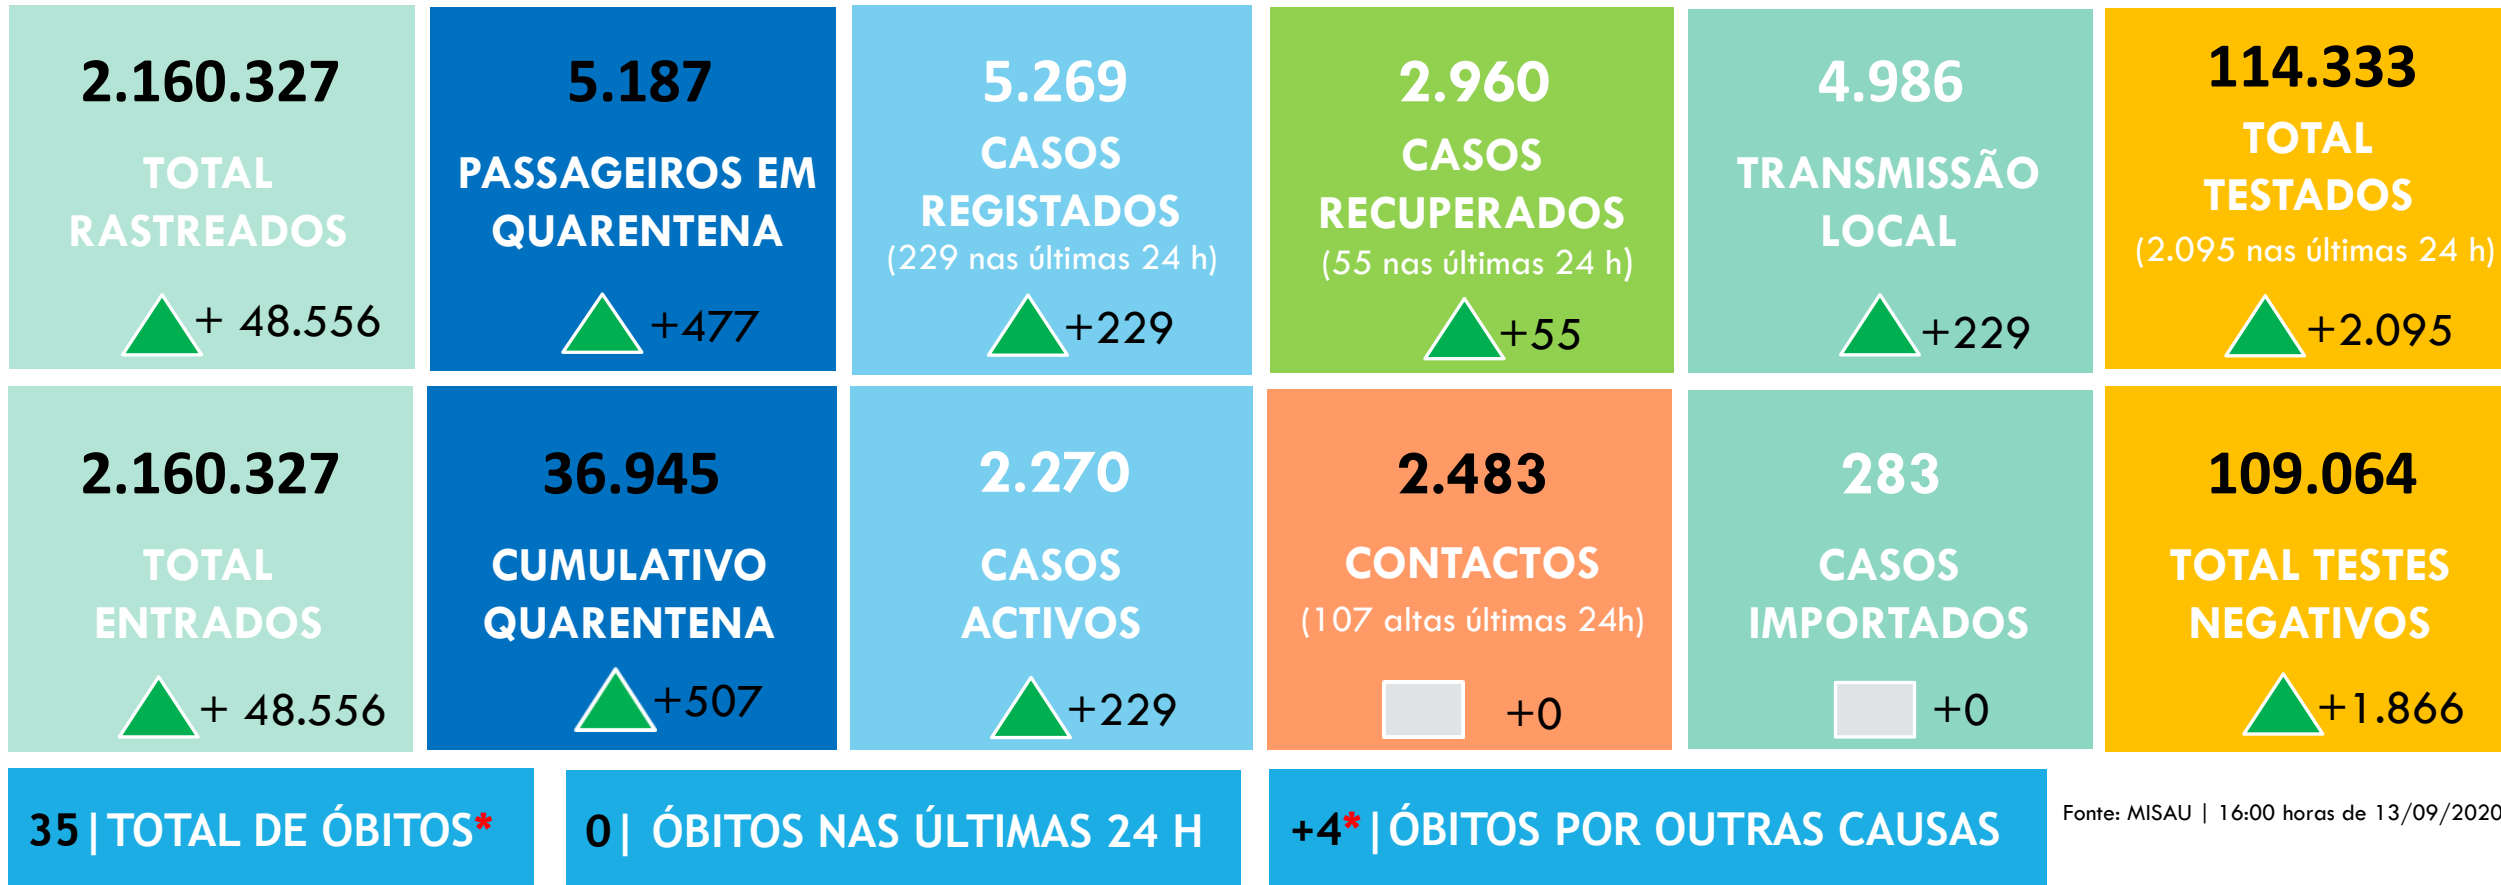 2.160.327
TOTAL
RASTREADOS
+ 48.556
5.187
PASSAGEIROS EM
QUARENTENA
+477
5.269
CASOS
REGISTADOS
(229 nas últimas 24 h)
+229
2.960
CASOS
RECUPERADOS
(55 nas últimas 24 h)
+55
4.986
TRANSMISSÃO
LOCAL
+229
114.333
TOTAL
TESTADOS
(2.095 nas últimas 24 h)
+2.095
2.160.327
TOTAL
ENTRADOS
+ 48.556
36.945
CUMULATIVO
QUARENTENA
+507
2.270
CASOS
ACTIVOS
+229
2.483
CONTACTOS
(107 altas últimas 24h)
+0
283
CASOS
IMPORTADOS
+0
109.064
TOTAL TESTES
NEGATIVOS
+1.866
35|TOTAL DE ÓBITOS*
0| ÓBITOS NAS ÚLTIMAS 24 H
+4*|ÓBITOS POR OUTRAS CAUSAS
Fonte: MISAU | 16:00 horas de 13/09/2020